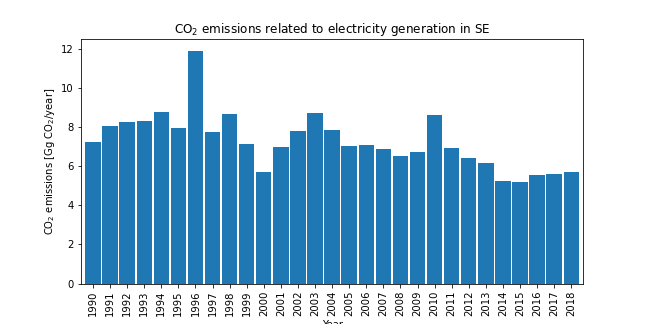 CO₂ emissions related to electricity generation in SE
CO₂ emissions [Gg CO₂/year]
12
10
8
6
4
2
0
1990 1991 1992 1993 1994 1995 1996 1997 1998 1999 2000 2001 2002 2003 2004 2005 2006 2007 2008 2009 2010 2011 2012 2013 2014 2015 2016 2017 2018
Year